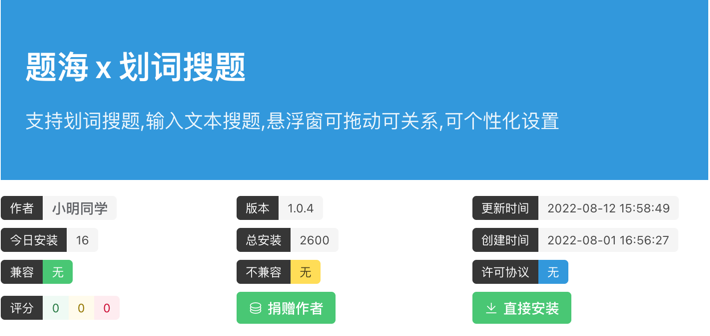 题海 x 划词搜题
支持划词搜题,输入文本搜题,悬浮窗可拖动可关系,可个性化设置
作者 小明同学 版本 1.0.4 更新时间 2022-08-12 15:58:49
今日安装 16 总安装 2600 创建时间 2022-08-01 16:56:27
兼容 无 不兼容 无 许可协议 无
评分 0 0 0 捐赠作者 直接安装